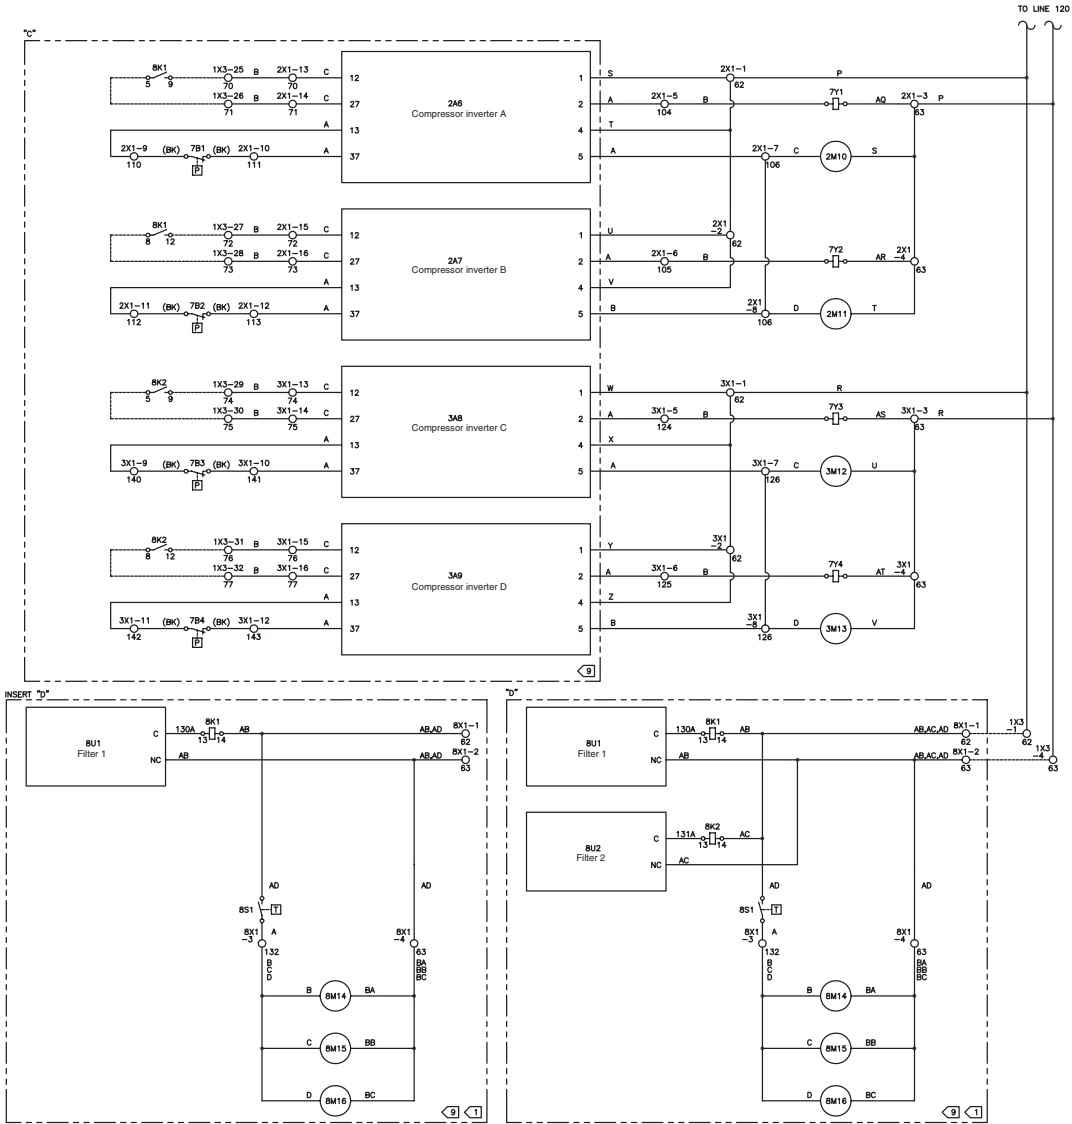 TO LINE 120
"C"
8K1 1X3-25 2X1-13 2X1-1
5 9 70 B 70 C 12 1 S 62 P
1X3-26 2X1-14 2A6 2X1-5 7Y1 2X1-3
71 B 71 C 27 Compressor inverter A 2 A 104 B AQ 63 P
A 13 4 T
2X1-9 (BK) 7B1 (BK) 2X1-10 2X1-7
110 P 111 A 37 5 A 106 C 2M10 S
8K1 1X3-27 2X1-15 2X1
-2
8 12 72 B 72 C 12 1 U 62
1X3-28 2X1-16 2A7 2X1-6 7Y2 2X1
-4
73 B 73 C 27 Compressor inverter B 2 A 105 B AR 63
A 13 4 V
2X1-11 (BK) 7B2 (BK) 2X1-12 2X1
-8
112 P 113 A 37 5 B 106 D 2M11 T
8K2 1X3-29 3X1-13 3X1-1
5 9 74 B 74 C 12 1 W 62 R
1X3-30 3X1-14 3A8 3X1-5 7Y3 3X1-3
75 B 75 C 27 Compressor inverter C 2 A 124 B AS 63 R
A 13 4 X
3X1-9 (BK) 7B3 (BK) 3X1-10 3X1-7
140 P 141 A 37 5 A 126 C 3M12 U
8K2 1X3-31 3X1-15 3X1
-2
8 12 76 B 76 C 12 1 Y 62
1X3-32 3X1-16 3A9 3X1-6 7Y4 3X1
-4
77 B 77 C 27 Compressor inverter D 2 A 125 B AT 63
A 13 4 Z
3X1-11 (BK) 7B4 (BK) 3X1-12 3X1
-8
142 P 143 A 37 5 B 126 D 3M13 V
9
INSERT "D"
8U1
Filter 1
C 130A 8K1 AB AB,AD 8X1-1
13 14 62
NC AB AB,AD 8X1-2
63
AD AD
8S1 T
8X1
-3 A 132
8X1
-4 63
B
C
D
BA
BB
BC
B 8M14 BA
C 8M15 BB
D 8M16 BC
9 1
"D"
8U1
Filter 1
C 130A 8K1 AB AB,AC,AD 8X1-1 1X3
-1
13 14 62 62
NC AB AB,AC,AD 8X1-2 1X3
-4
63 63
8U2
Filter 2
C 131A 8K2 AC
13 14
NC AC
AD AD
8S1 T
8X1
-3 A 132
8X1
-4 63
B
C
D
BA
BB
BC
B 8M14 BA
C 8M15 BB
D 8M16 BC
9 1